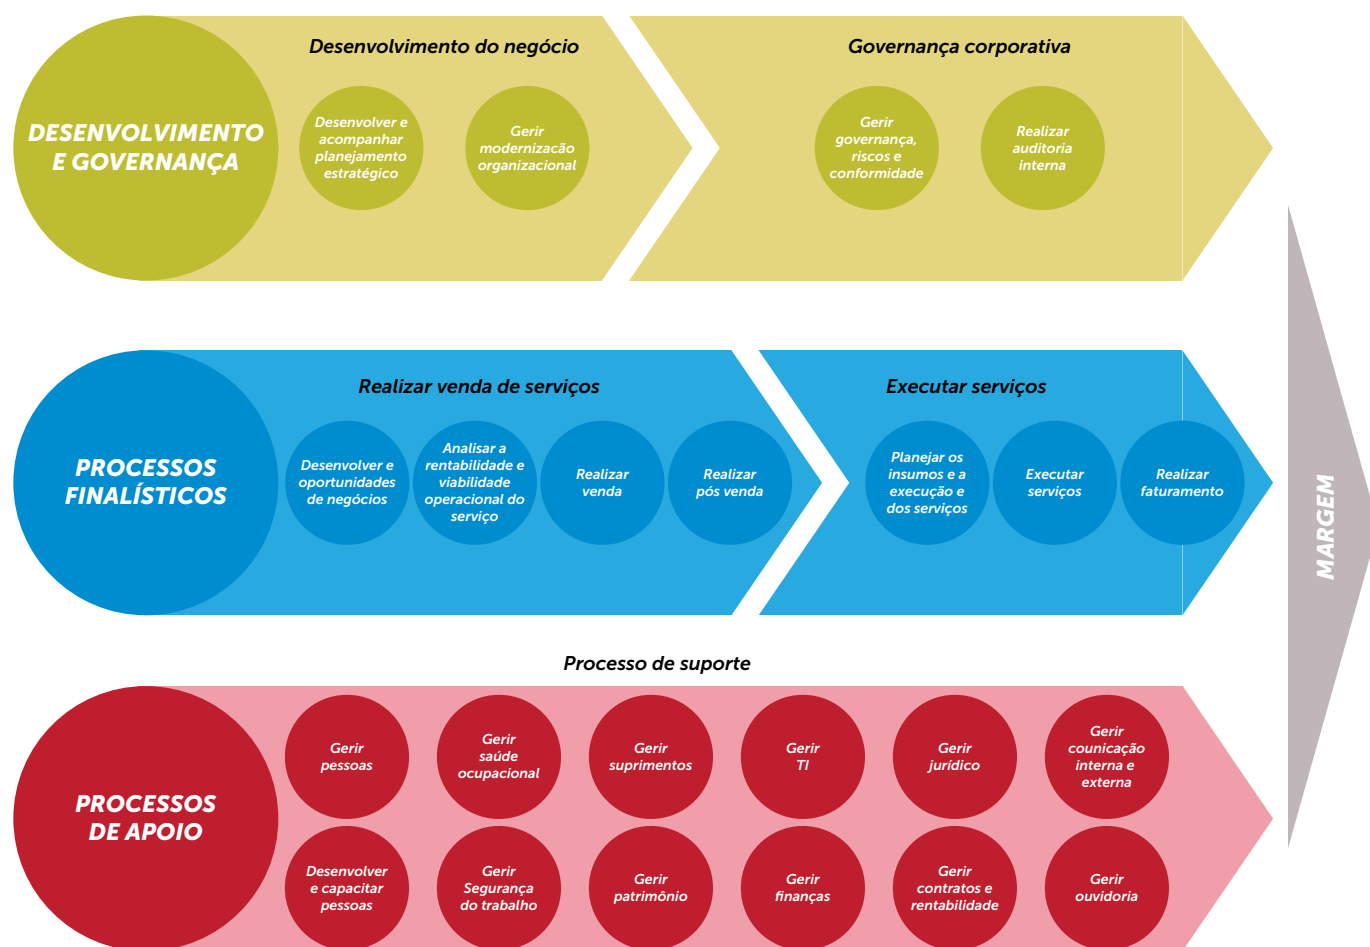 Desenvolvimento do negócio
Governança corporativa
DESENVOLVIMENTO
E GOVERNANÇA
Desenvolver e
acompanhar
planejamento
estratégico
Gerir
modernizacão
organizacional
Gerir
governança,
riscos e
conformidade
Realizar
auditoria
interna
Realizar venda de serviços
Executar serviços
PROCESSOS
FINALÍSTICOS
Desenvolver e
oportunidades
de negócios
Analisar a
rentabilidade e
viabilidade
operacional do
serviço
Realizar
venda
Realizar
pós venda
Planejar os
insumos e a
execução e
dos serviços
Executar
serviços
Realizar
faturamento
MARGEM
Processo de suporte
PROCESSOS
DE APOIO
Gerir
pessoas
Gerir
saúde
ocupacional
Gerir
suprimentos
Gerir
TI
Gerir
jurídico
Gerir
counicação
interna e
externa
Desenvolver
e capacitar
pessoas
Gerir
Segurança
do trabalho
Gerir
patrimônio
Gerir
finanças
Gerir
contratos e
rentabilidade
Gerir
ouvidoria